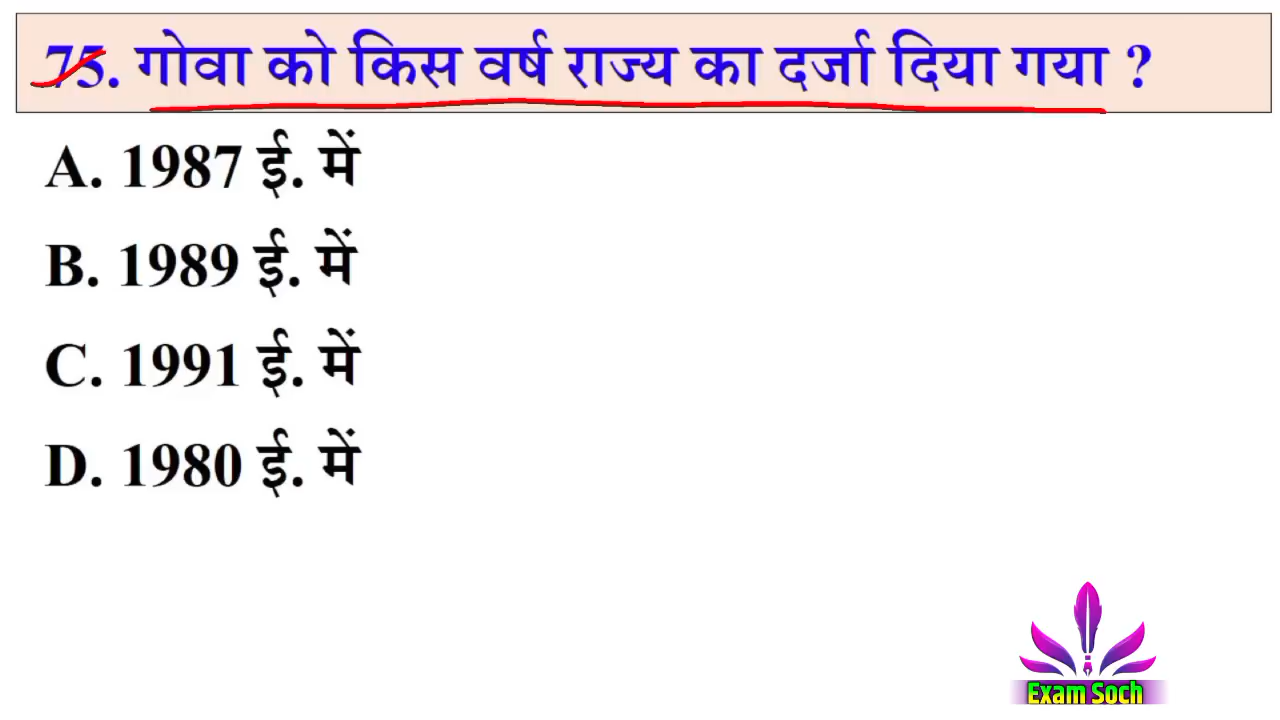 75. गोवा को किस वर्ष राज्य का दर्जा दिया गया ?
A. 1987 ई. में
B. 1989 ई. में
C. 1991 ई. में
D. 1980 ई. में
Exam Soch